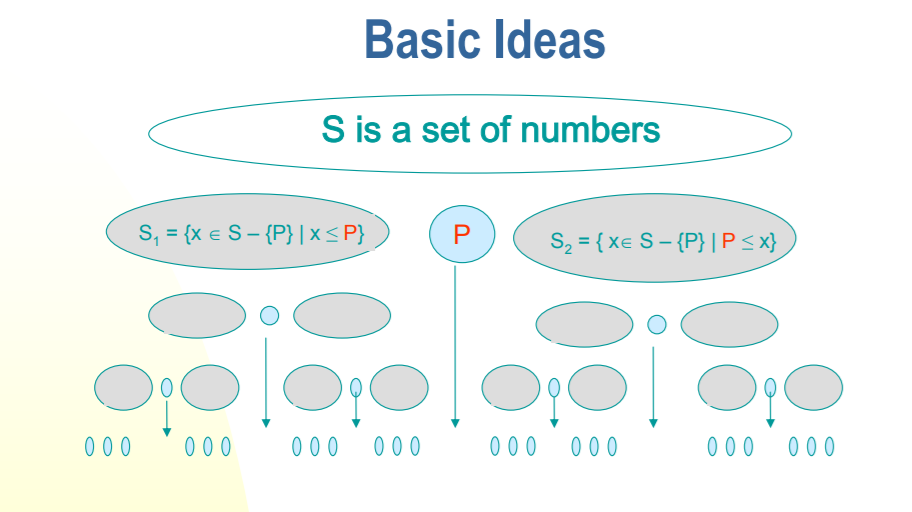 Basic Ideas
S is a set of numbers
S₁ = {x ∈ S – {P} | x ≤ P}
P
S₂ = { x∈ S – {P} | P ≤ x}